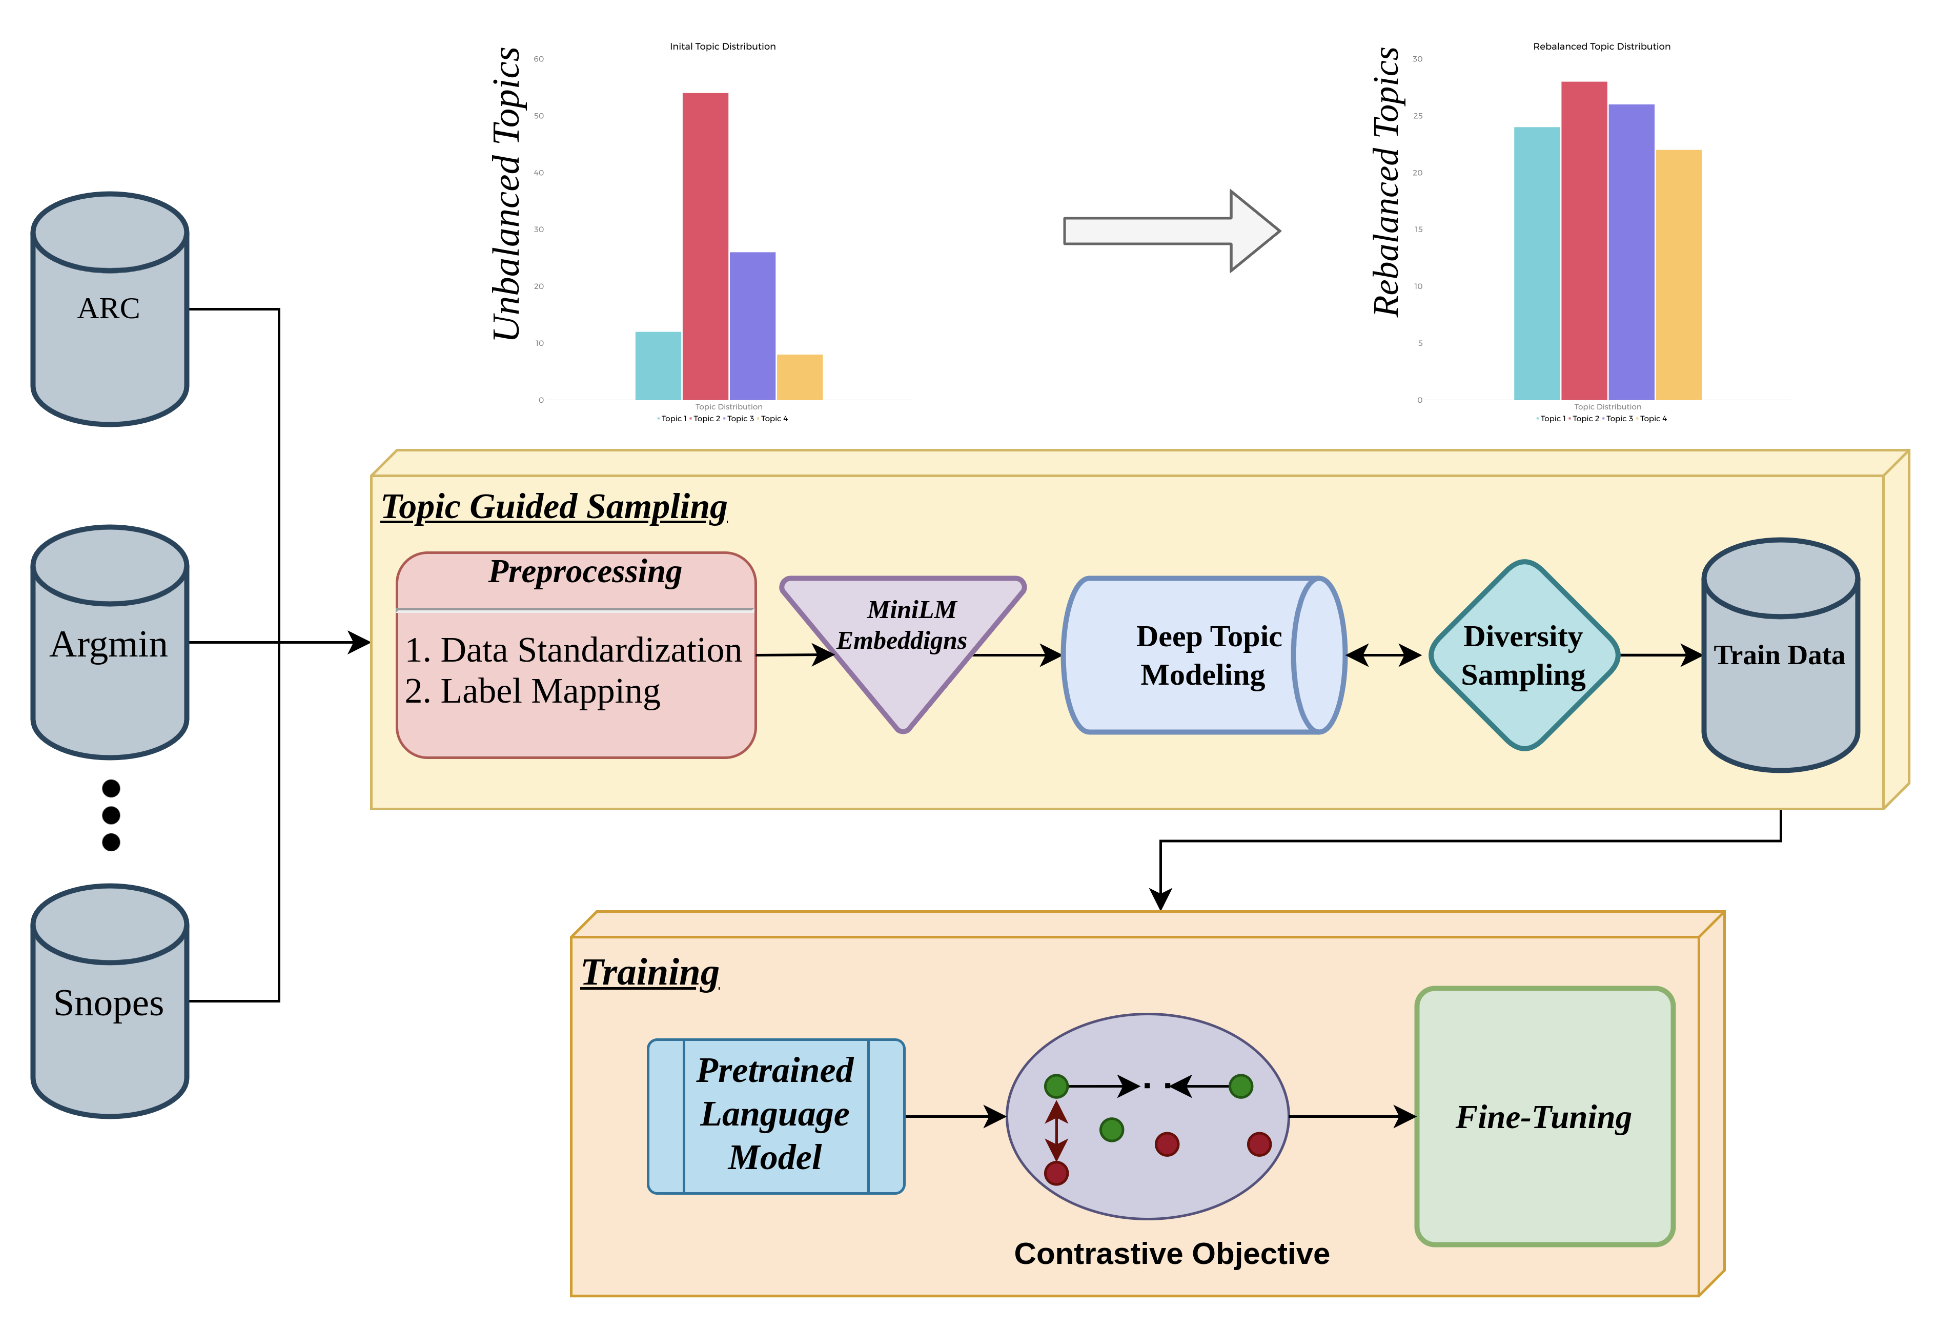 Unbalanced Topics
Inital Topic Distribution
60
50
40
30
20
10
0
Topic Distribution
Topic 1 Topic 2 Topic 3 Topic 4
Rebalanced Topics
Rebalanced Topic Distribution
30
25
20
15
10
5
0
Topic Distribution
Topic 1 Topic 2 Topic 3 Topic 4
ARC
Argmin
Snopes
Topic Guided Sampling
Preprocessing
1. Data Standardization
2. Label Mapping
MiniLM
Embeddigns
Deep Topic
Modeling
Diversity
Sampling
Train Data
Training
Pretrained
Language
Model
Contrastive Objective
Fine-Tuning